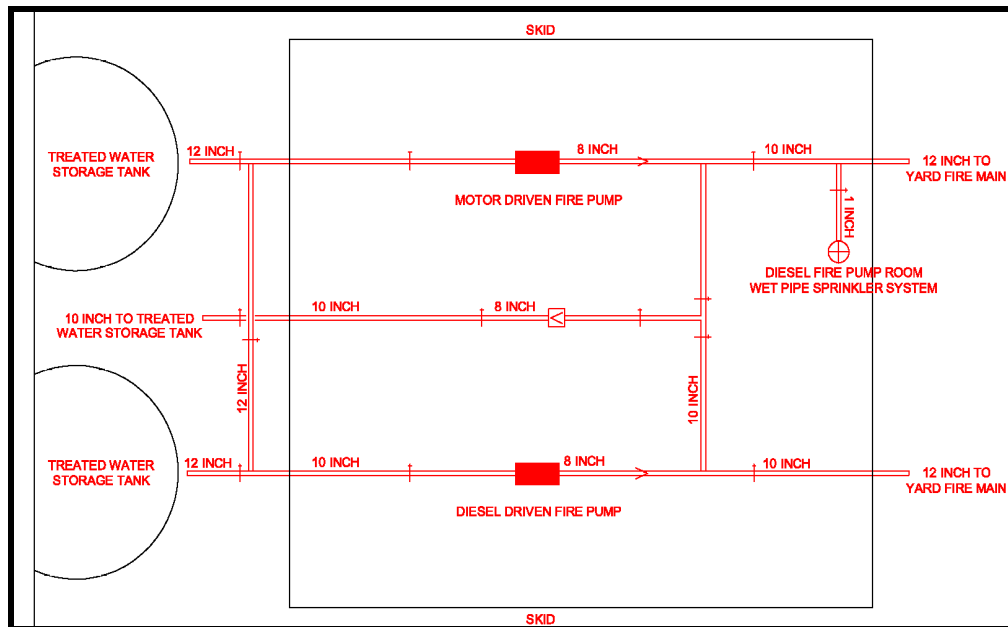 SKID
TREATED WATER
STORAGE TANK
12 INCH
8 INCH
10 INCH
12 INCH TO
YARD FIRE MAIN
MOTOR DRIVEN FIRE PUMP
1 INCH
DIESEL FIRE PUMP ROOM
WET PIPE SPRINKLER SYSTEM
10 INCH TO TREATED
WATER STORAGE TANK
10 INCH
8 INCH
12 INCH
10 INCH
TREATED WATER
STORAGE TANK
12 INCH
10 INCH
8 INCH
10 INCH
12 INCH TO
YARD FIRE MAIN
DIESEL DRIVEN FIRE PUMP
SKID